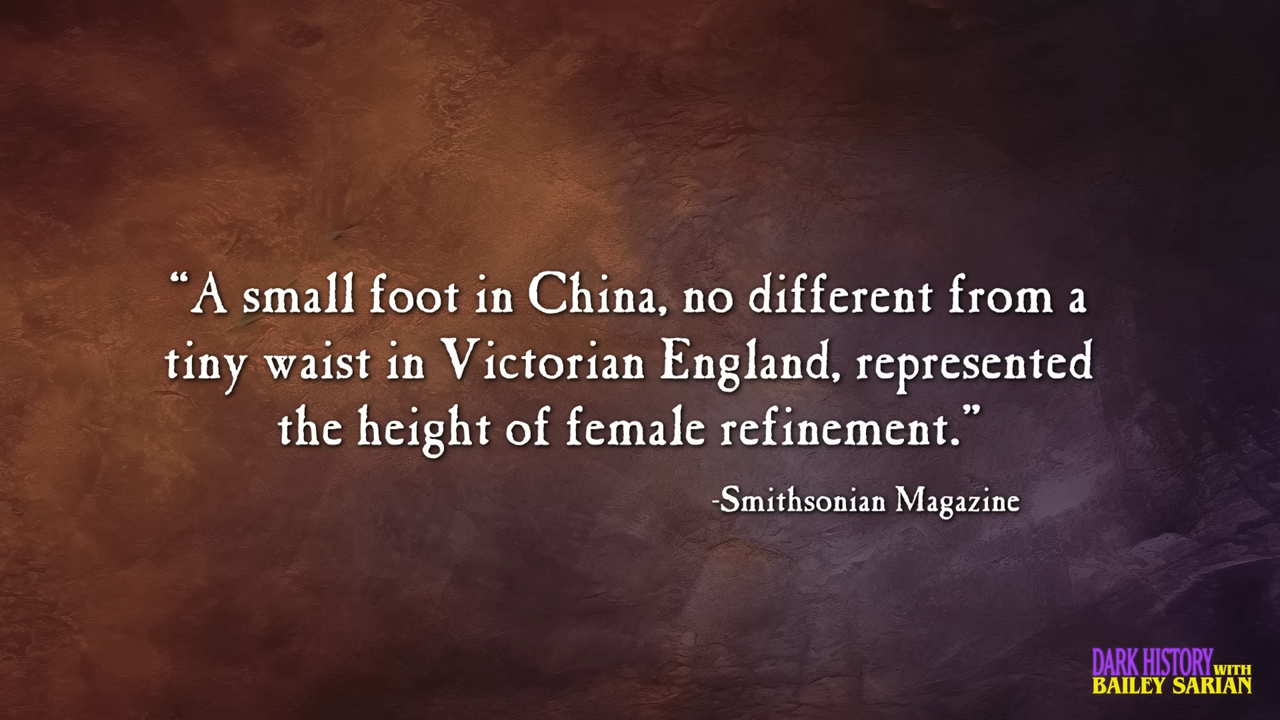 “A small foot in China, no different from a
tiny waist in Victorian England, represented
the height of female refinement.”
-Smithsonian Magazine
DARK HISTORY WITH
BAILEY SARIAN